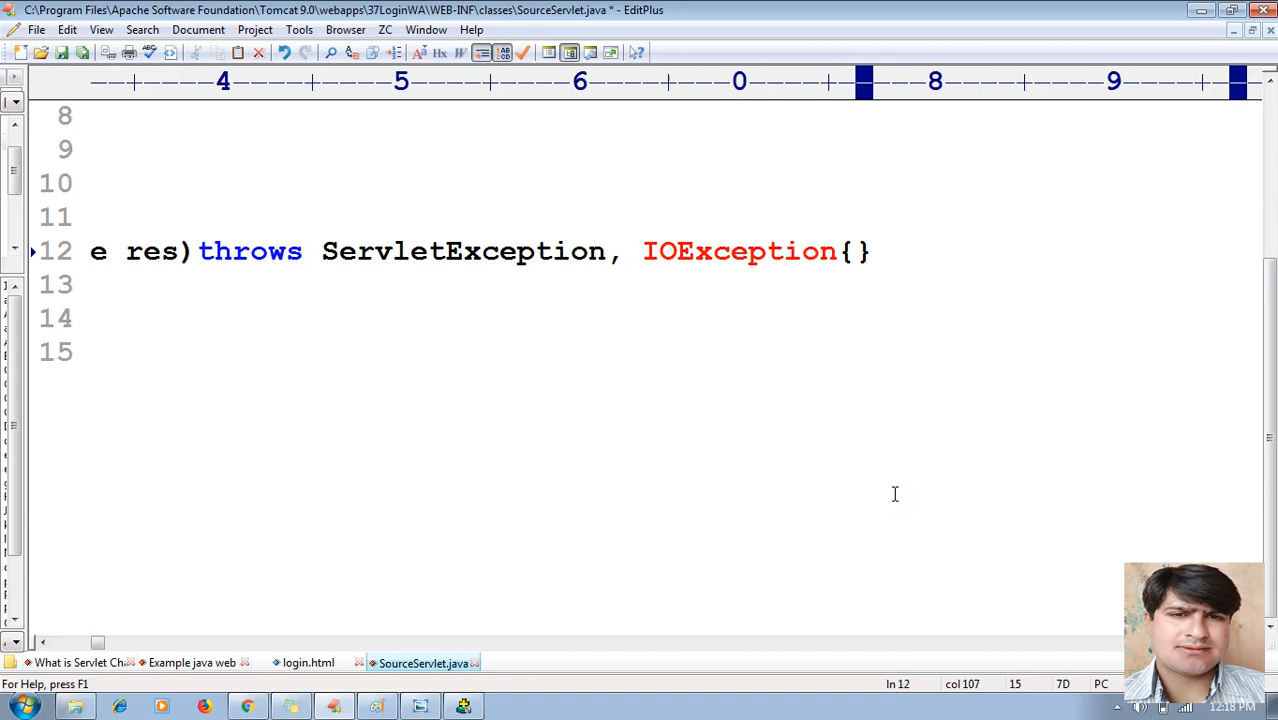 C:\Program Files\Apache Software Foundation\Tomcat 9.0\webapps\37LoginWA\WEB-INF\classes\SourceServlet.java * - EditPlus
File Edit View Search Document Project Tools Browser ZC Window Help
4 5 6 0 8 9
8
9
10
11
12 e res)throws ServletException, IOException{}
13
14
15
What is Servlet Ch Example java web login.html SourceServlet.java
For Help, press F1 ln 12 col 107 15 7D PC
12:18 PM